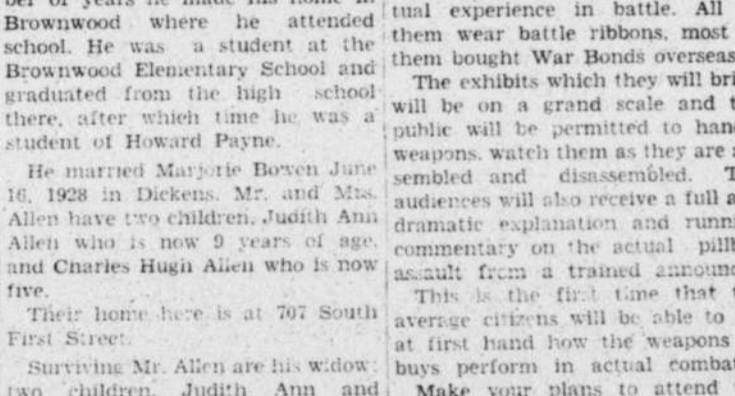 Brownwood where he attended
school. He was a student at the
Brownwood Elementary School and
graduated from the high school
there, after which time he was a
student of Howard Payne.
He married Marjorie Bowen June
16, 1928 in Dickens. Mr. and Mrs.
Allen have two children, Judith Ann
Allen who is now 9 years of age,
and Charles Hugh Allen who is now
five.
Their home here is at 707 South
First Street.
Surviving Mr. Allen are his widow;
two children, Judith Ann and
tual experience in battle. All
them wear battle ribbons, most
them bought War Bonds overseas
The exhibits which they will bri
will be on a grand scale and t
public will be permitted to hand
weapons, watch them as they are a
sembled and disassembled. T
audiences will also receive a full a
dramatic explanation and runni
commentary on the actual pillb
assault from a trained announc
This is the first time that t
average citizens will be able to
at first hand how the weapons
buys perform in actual combat
Make your plans to attend